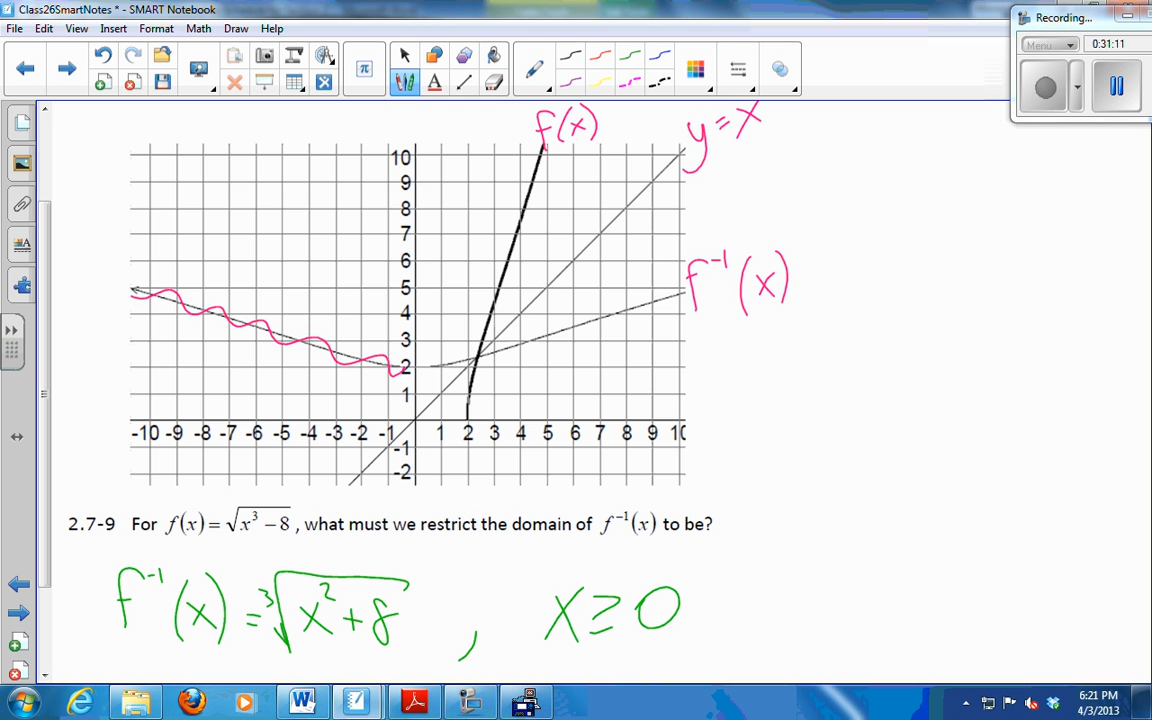 Class26SmartNotes * - SMART Notebook
Recording...
File Edit View Insert Format Math Draw Help
Menu
0:31:11
π
A
f(x)
y=x
10
9
8
7
6
5
4
3
2
1
-10 -9 -8 -7 -6 -5 -4 -3 -2 -1 1 2 3 4 5 6 7 8 9 10
-1
-2
f⁻¹(x)
2.7-9 For f(x)=√(x³−8), what must we restrict the domain of f⁻¹(x) to be?
f⁻¹(x)=∛(x²+8), x≥0
6:21 PM
4/3/2013